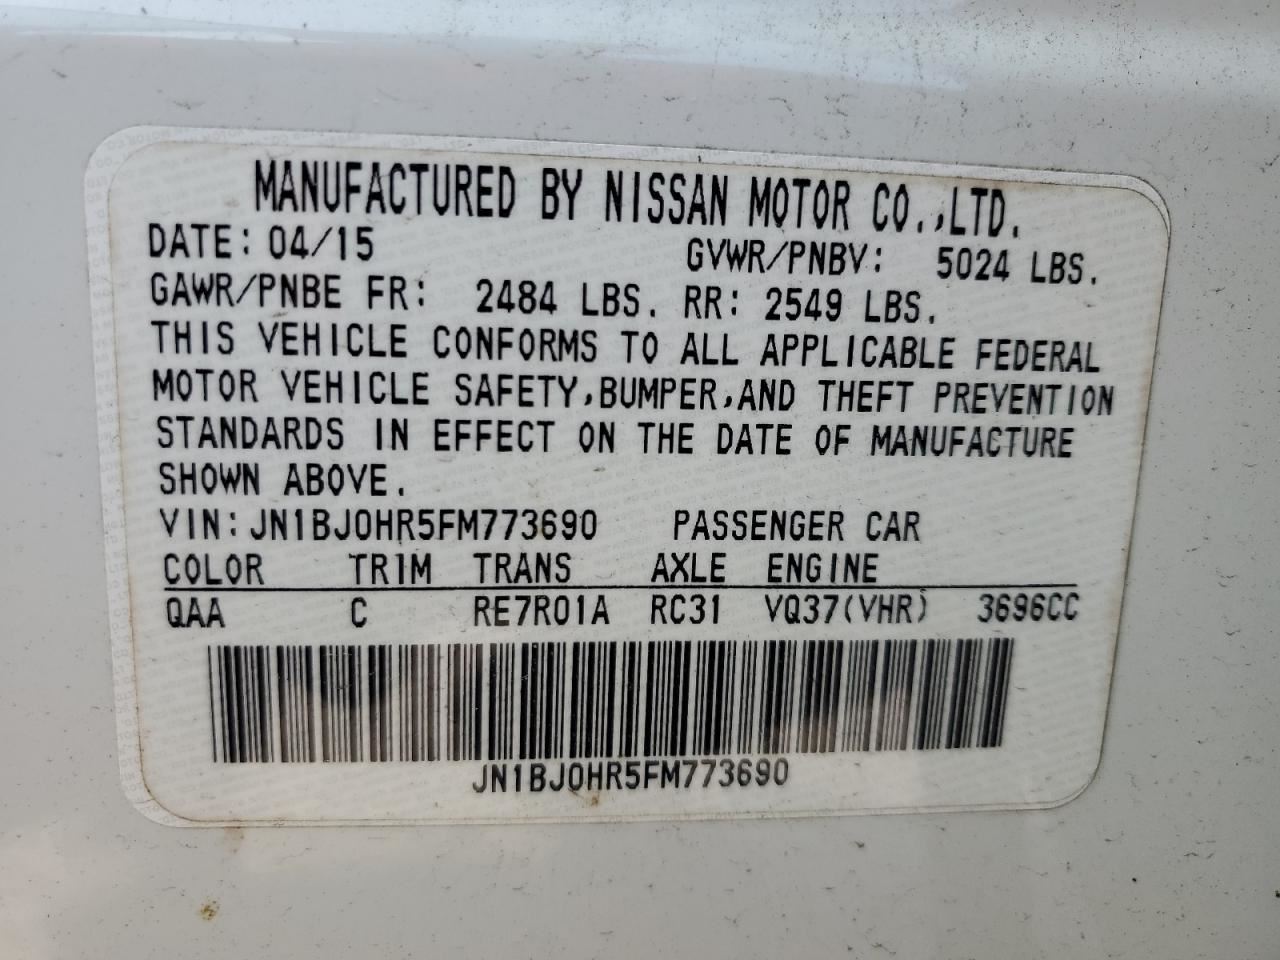 MANUFACTURED BY NISSAN MOTOR CO.,LTD.
DATE: 04/15 GVWR/PNBV: 5024 LBS.
GAWR/PNBE FR: 2484 LBS. RR: 2549 LBS.
THIS VEHICLE CONFORMS TO ALL APPLICABLE FEDERAL
MOTOR VEHICLE SAFETY,BUMPER,AND THEFT PREVENTION
STANDARDS IN EFFECT ON THE DATE OF MANUFACTURE
SHOWN ABOVE.
VIN: JN1BJ0HR5FM773690 PASSENGER CAR
COLOR TRIM TRANS AXLE ENGINE
QAA C RE7R01A RC31 VQ37(VHR) 3696CC
JN1BJ0HR5FM773690